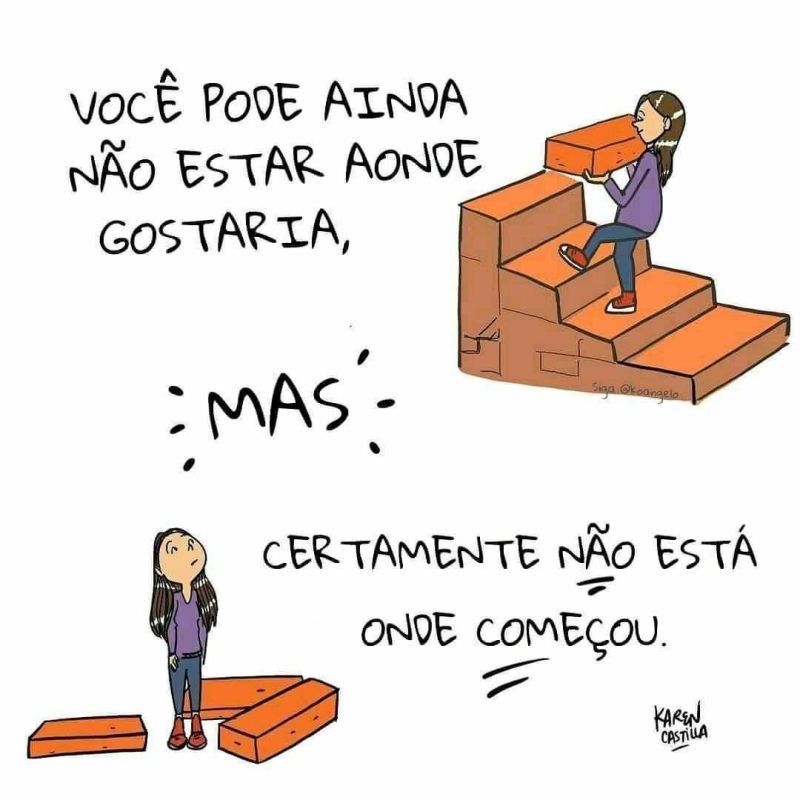 VOCÊ PODE AINDA
NÃO ESTAR AONDE
GOSTARIA,
Siga @koangelo
MAS
CERTAMENTE NÃO ESTÁ
ONDE COMEÇOU.
KAREN
CASTILLA